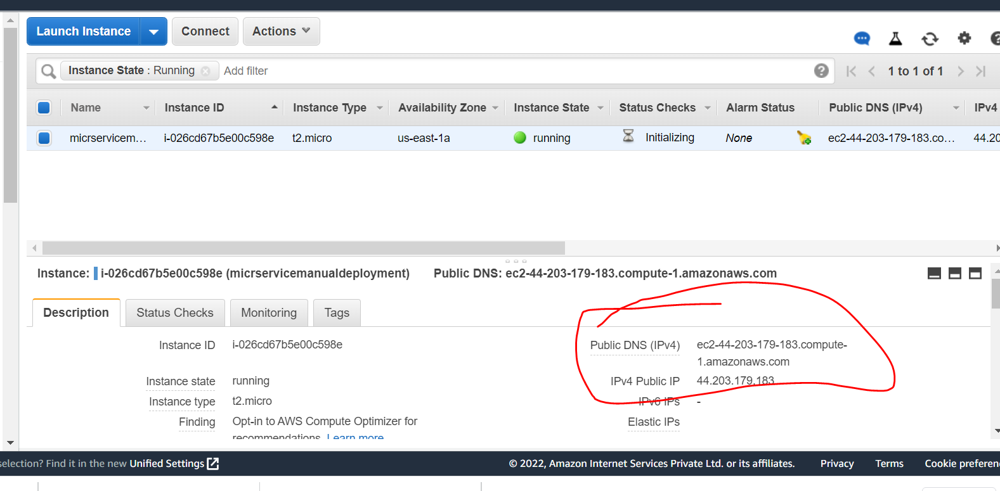 Launch Instance Connect Actions
Instance State : Running Add filter 1 to 1 of 1
Name Instance ID Instance Type Availability Zone Instance State Status Checks Alarm Status Public DNS (IPv4) IPv4
micrservicem... i-026cd67b5e00c598e t2.micro us-east-1a running Initializing None ec2-44-203-179-183.co... 44.20
Instance: i-026cd67b5e00c598e (micrservicemanualdeployment) Public DNS: ec2-44-203-179-183.compute-1.amazonaws.com
Description Status Checks Monitoring Tags
Instance ID i-026cd67b5e00c598e Public DNS (IPv4) ec2-44-203-179-183.compute-
1.amazonaws.com
Instance state running IPv4 Public IP 44.203.179.183
Instance type t2.micro IPv6 IPs -
Finding Opt-in to AWS Compute Optimizer for Elastic IPs
recommendations. Learn more
selection? Find it in the new Unified Settings © 2022, Amazon Internet Services Private Ltd. or its affiliates. Privacy Terms Cookie preferen